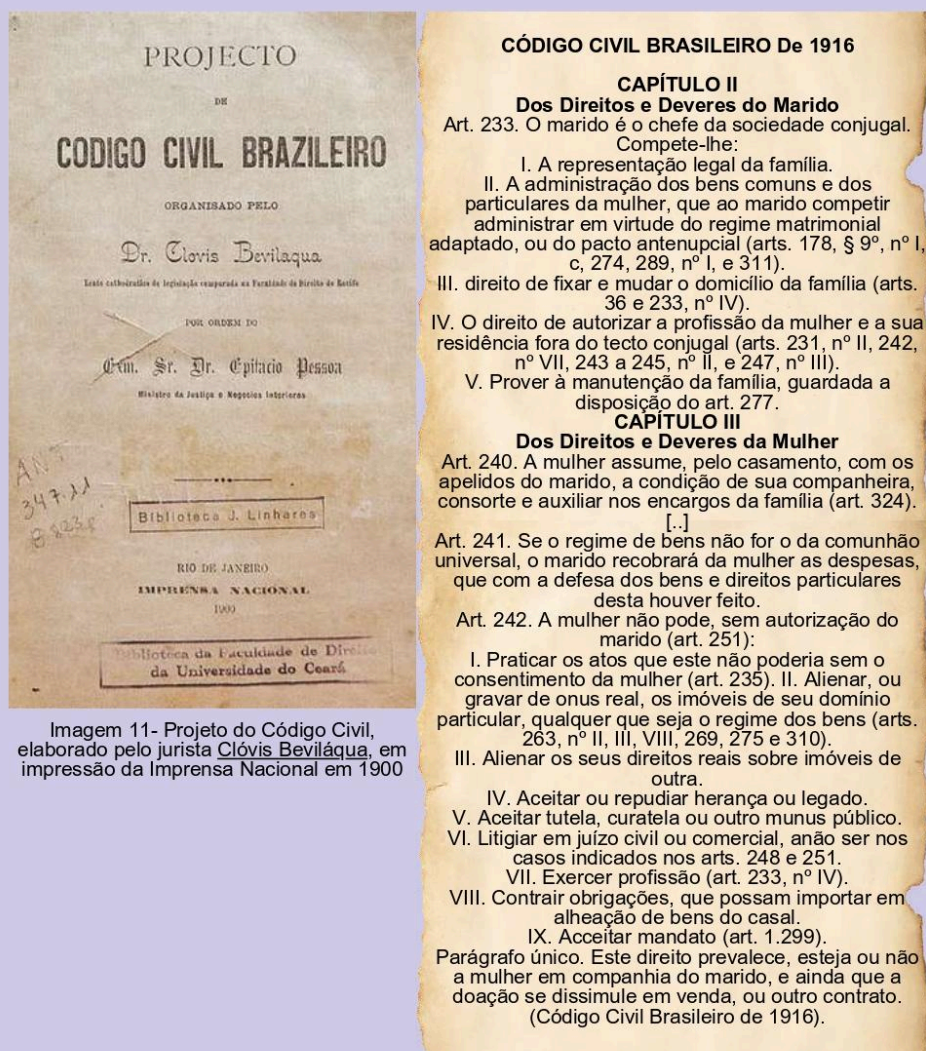 PROJECTO
DE
CODIGO CIVIL BRAZILEIRO
ORGANISADO PELO
Dr. Clovis Bevilaqua
Lente cathedratico de legislação comparada na Faculdade de Direito do Recife
POR ORDEM DO
Exm. Sr. Dr. Epitacio Pessoa
Ministro da Justiça e Negocios Interiores
ANT
347.11
Bibliotheca J. Linhares
RIO DE JANEIRO
IMPRENSA NACIONAL
1900
Biblioteca da Faculdade de Direito
da Universidade do Ceará
Imagem 11- Projeto do Código Civil,
elaborado pelo jurista Clóvis Beviláqua, em
impressão da Imprensa Nacional em 1900
CÓDIGO CIVIL BRASILEIRO De 1916
CAPÍTULO II
Dos Direitos e Deveres do Marido
Art. 233. O marido é o chefe da sociedade conjugal.
Compete-lhe:
I. A representação legal da família.
II. A administração dos bens comuns e dos
particulares da mulher, que ao marido competir
administrar em virtude do regime matrimonial
adaptado, ou do pacto antenupcial (arts. 178, § 9º, nº I,
c, 274, 289, nº I, e 311).
III. direito de fixar e mudar o domicílio da família (arts.
36 e 233, nº IV).
IV. O direito de autorizar a profissão da mulher e a sua
residência fora do tecto conjugal (arts. 231, nº II, 242,
nº VII, 243 a 245, nº II, e 247, nº III).
V. Prover à manutenção da família, guardada a
disposição do art. 277.
CAPÍTULO III
Dos Direitos e Deveres da Mulher
Art. 240. A mulher assume, pelo casamento, com os
apelidos do marido, a condição de sua companheira,
consorte e auxiliar nos encargos da família (art. 324).
[..]
Art. 241. Se o regime de bens não for o da comunhão
universal, o marido recobrará da mulher as despesas,
que com a defesa dos bens e direitos particulares
desta houver feito.
Art. 242. A mulher não pode, sem autorização do
marido (art. 251):
I. Praticar os atos que este não poderia sem o
consentimento da mulher (art. 235). II. Alienar, ou
gravar de onus real, os imóveis de seu domínio
particular, qualquer que seja o regime dos bens (arts.
263, nº II, III, VIII, 269, 275 e 310).
III. Alienar os seus direitos reais sobre imóveis de
outra.
IV. Aceitar ou repudiar herança ou legado.
V. Aceitar tutela, curatela ou outro munus público.
VI. Litigiar em juízo civil ou comercial, anão ser nos
casos indicados nos arts. 248 e 251.
VII. Exercer profissão (art. 233, nº IV).
VIII. Contrair obrigações, que possam importar em
alheação de bens do casal.
IX. Acceitar mandato (art. 1.299).
Parágrafo único. Este direito prevalece, esteja ou não
a mulher em companhia do marido, e ainda que a
doação se dissimule em venda, ou outro contrato.
(Código Civil Brasileiro de 1916).